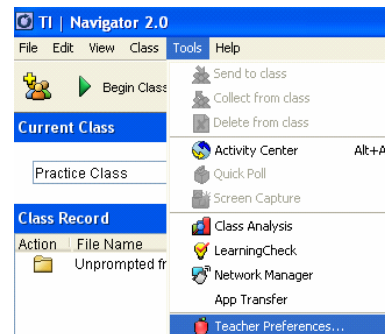 TI | Navigator 2.0
File Edit View Class Tools Help
Begin Class
Current Class
Practice Class
Class Record
Action File Name
Unprompted fr
Send to class
Collect from class
Delete from class
Activity Center Alt+A
Quick Poll
Screen Capture
Class Analysis
LearningCheck
Network Manager
App Transfer
Teacher Preferences...